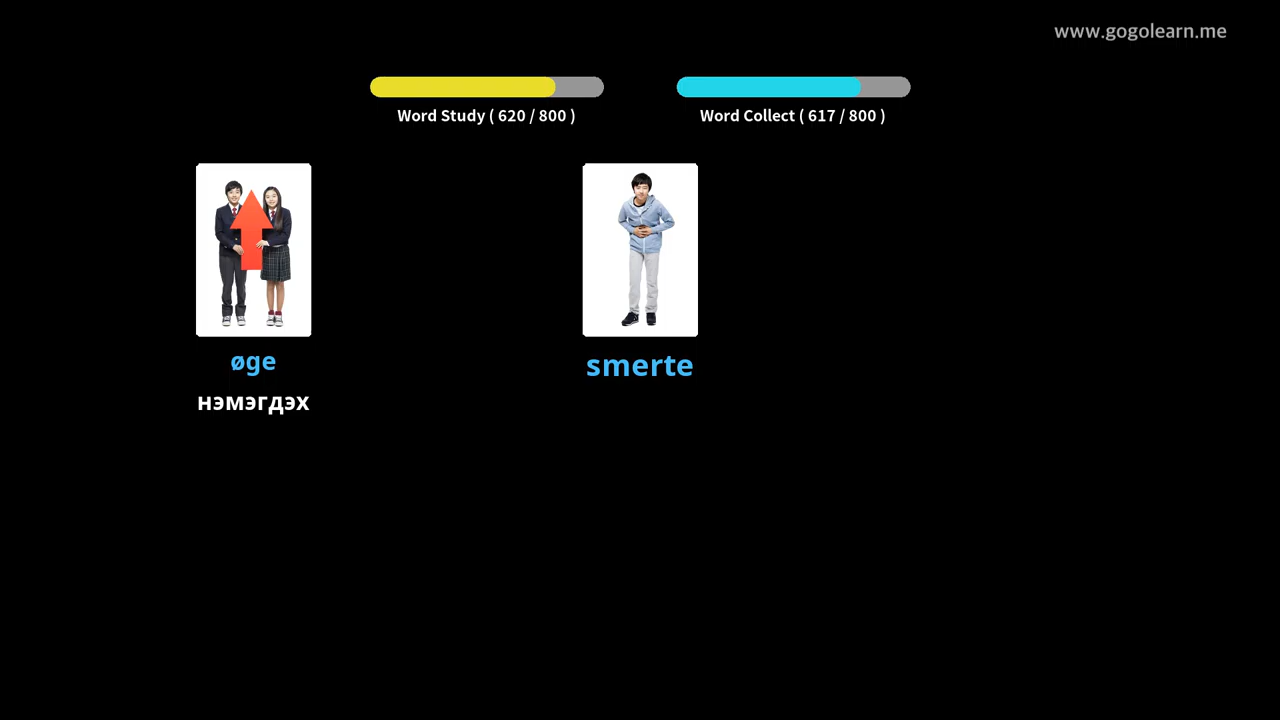 www.gogolearn.me
Word Study ( 620 / 800 )
Word Collect ( 617 / 800 )
øge
smerte
нэмэгдэх